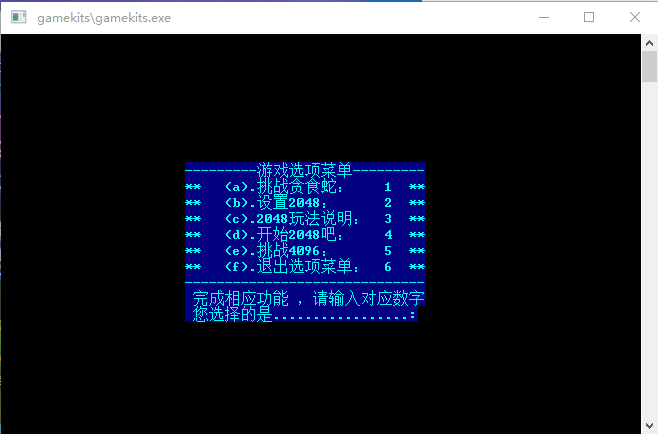 gamekits\gamekits.exe
---------游戏选项菜单---------
** (a).挑战贪食蛇： 1 **
** (b).设置2048： 2 **
** (c).2048玩法说明： 3 **
** (d).开始2048吧： 4 **
** (e).挑战4096： 5 **
** (f).退出选项菜单： 6 **
------------------------------
完成相应功能 ，请输入对应数字
您选择的是.................: